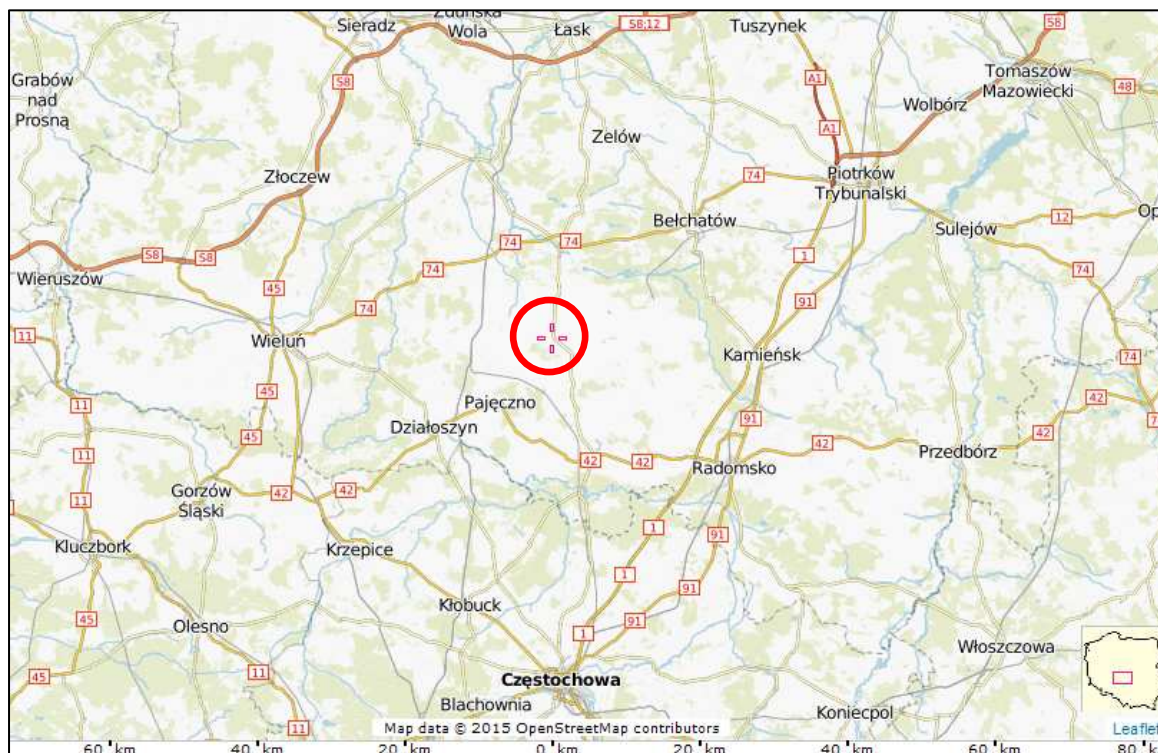 Zduńska
Wola
Sieradz
Łask
S8;12
Tuszynek
S8
Grabów
nad
Prosną
S8
A1
Tomaszów
Mazowiecki
48
Wolbórz
A1
Zelów
Złoczew
74
Piotrków
Trybunalski
12
Op
Bełchatów
Sulejów
74
74
S8
S8
74
1
74
Wieruszów
45
91
74
11
Wieluń
Kamieńsk
74
45
Pajęczno
42
11
91
7
Działoszyn
45
42
42
42
42
Przedbórz
11
Radomsko
Gorzów
Śląski
42
42
11
1
91
Kluczbork
Krzepice
1
Kłobuck
45
91
Olesno
1
Włoszczowa
45
11
Częstochowa
Blachownia
Koniecpol
11
Map data © 2015 OpenStreetMap contributors
Leaflet
60 km
40 km
20 km
0 km
20 km
40 km
60 km
80 k